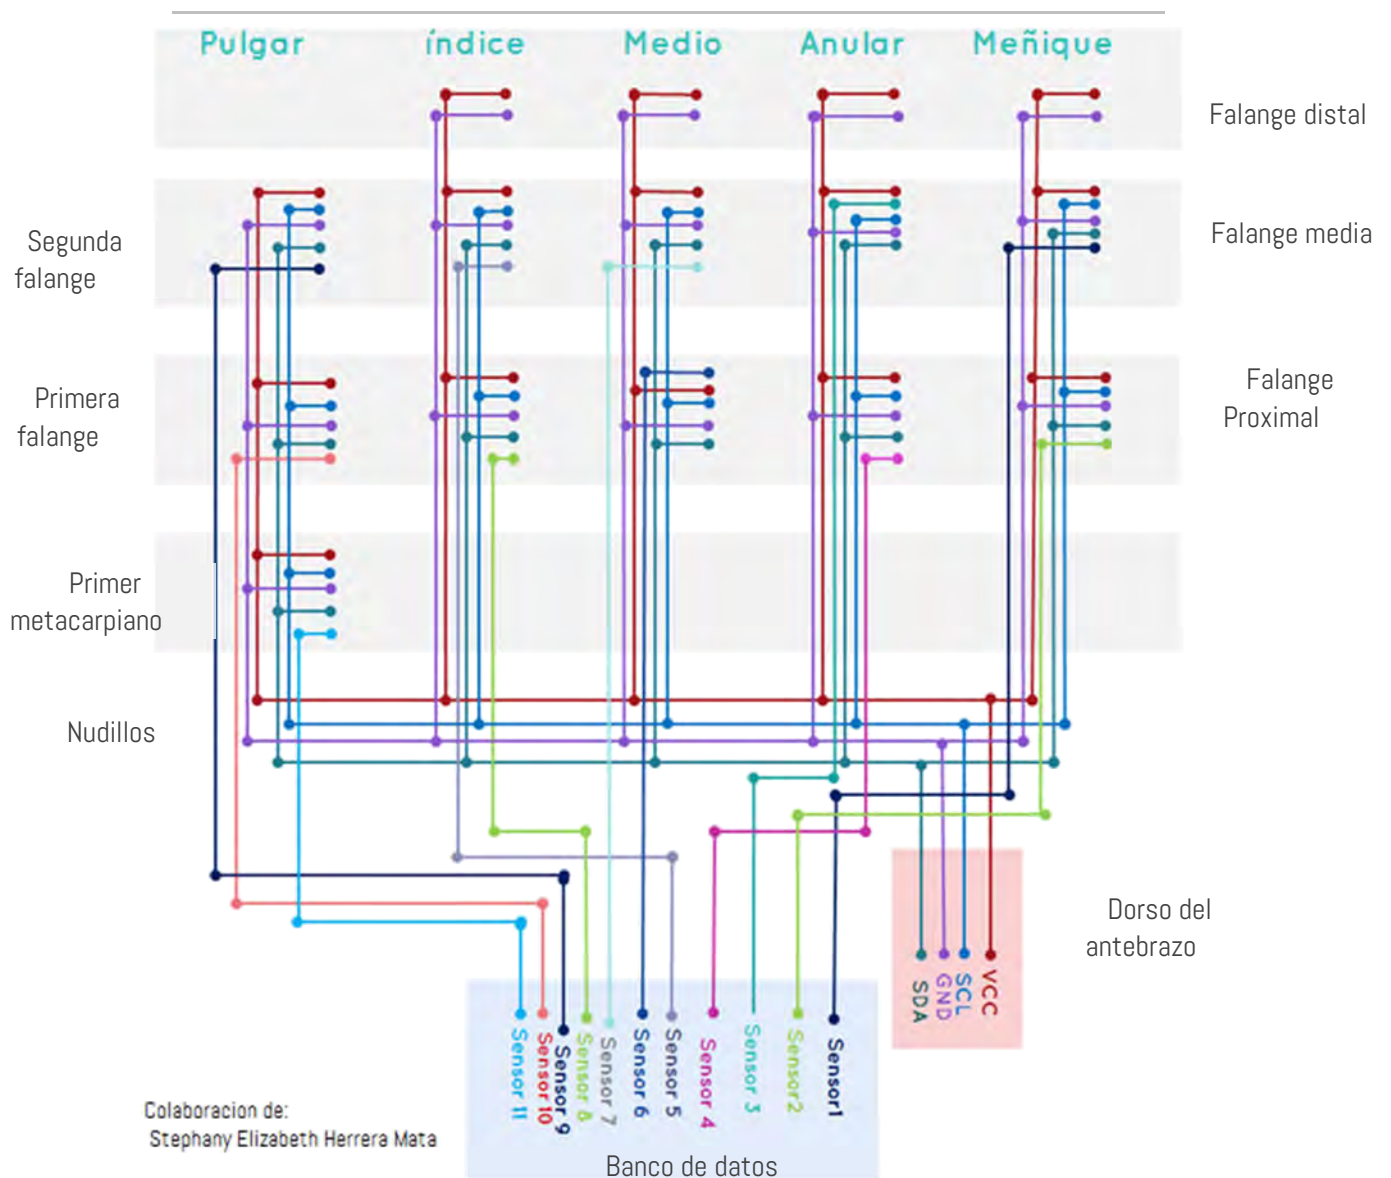 Pulgar índice Medio Anular Meñique
Falange distal
Segunda
falange
Falange media
Primera
falange
Falange
Proximal
Primer
metacarpiano
Nudillos
Dorso del
antebrazo
SDA
GND
SCL
VCC
Sensor 11
Sensor 10
Sensor 9
Sensor 8
Sensor 7
Sensor 6
Sensor 5
Sensor 4
Sensor 3
Sensor2
Sensor1
Colaboracion de:
Stephany Elizabeth Herrera Mata
Banco de datos